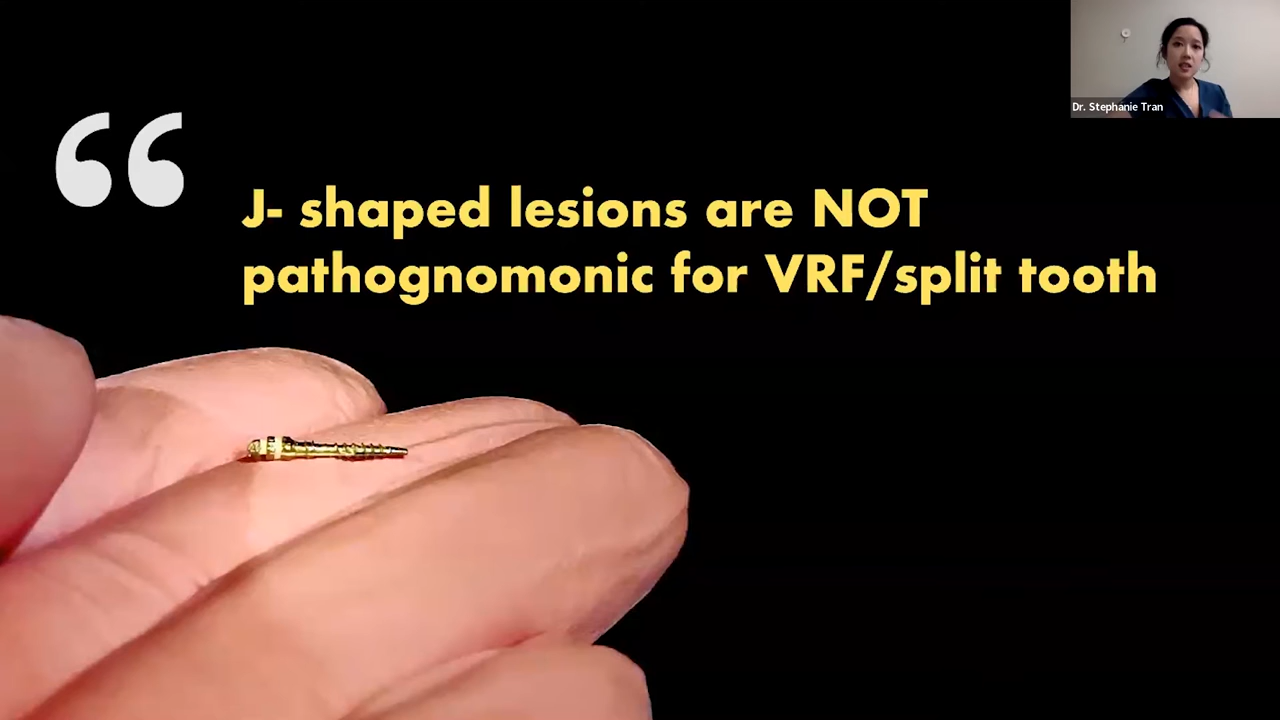 Dr. Stephanie Tran
“
J- shaped lesions are NOT
pathognomonic for VRF/split tooth